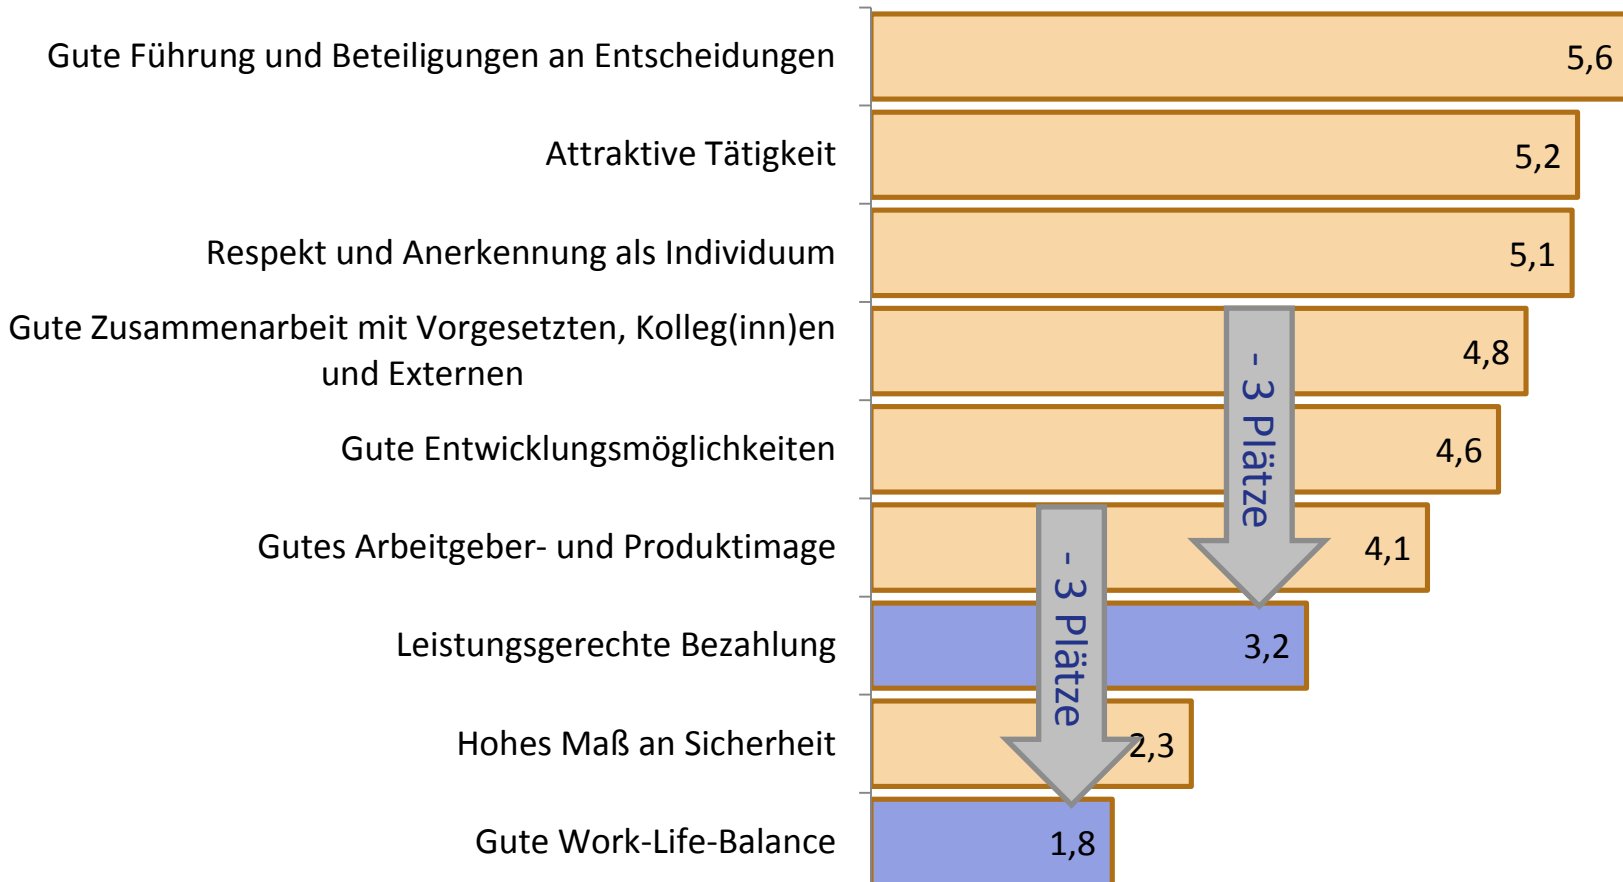 Gute Führung und Beteiligungen an Entscheidungen
5,6
Attraktive Tätigkeit
5,2
Respekt und Anerkennung als Individuum
5,1
Gute Zusammenarbeit mit Vorgesetzten, Kolleg(inn)en
und Externen
4,8
- 3 Plätze
Gute Entwicklungsmöglichkeiten
4,6
Gutes Arbeitgeber- und Produktimage
4,1
- 3 Plätze
Leistungsgerechte Bezahlung
3,2
Hohes Maß an Sicherheit
2,3
Gute Work-Life-Balance
1,8